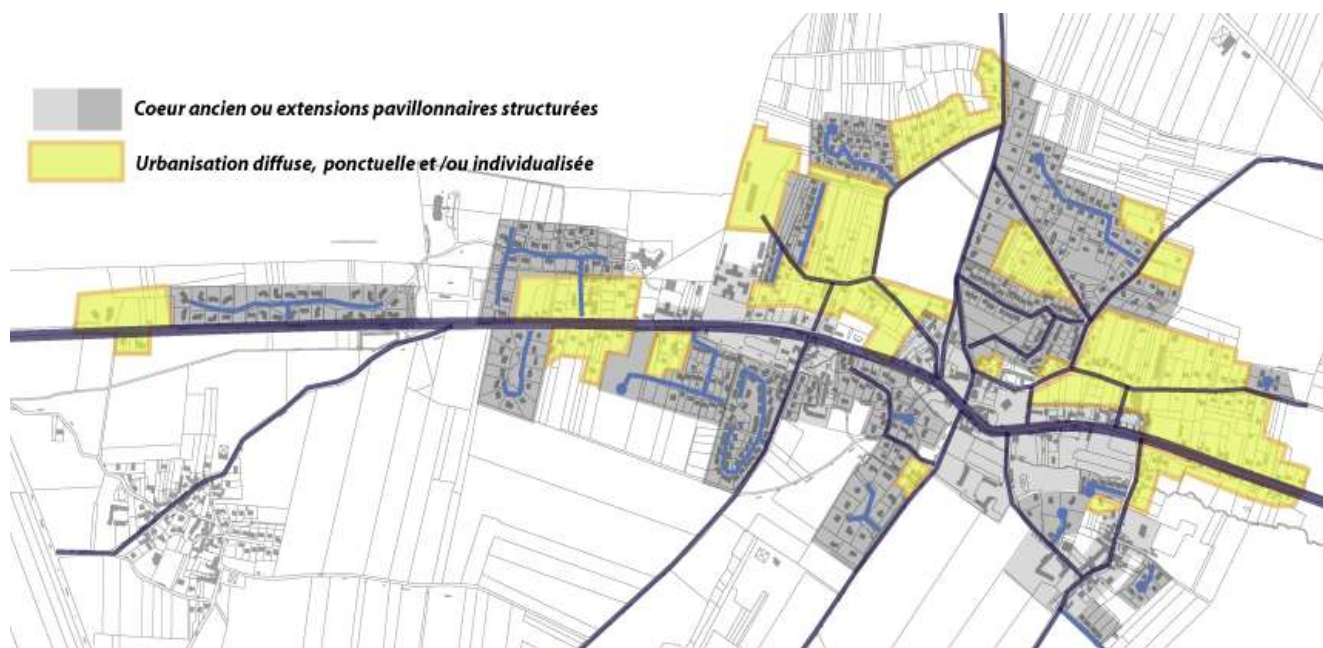 Coeur ancien ou extensions pavillonnaires structurées
Urbanisation diffuse, ponctuelle et /ou individualisée